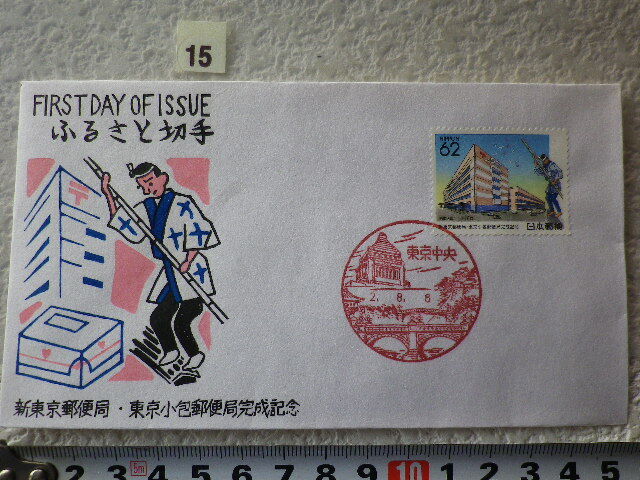 15
FIRST DAY OF ISSUE
ふるさと切手
〒
NIPPON
62
日本郵便
東京中央
2. 8. 6
新東京郵便局・東京小包郵便局完成記念
2 3 5m 4 5 6 7 8 9 10 1 2 3 4 5